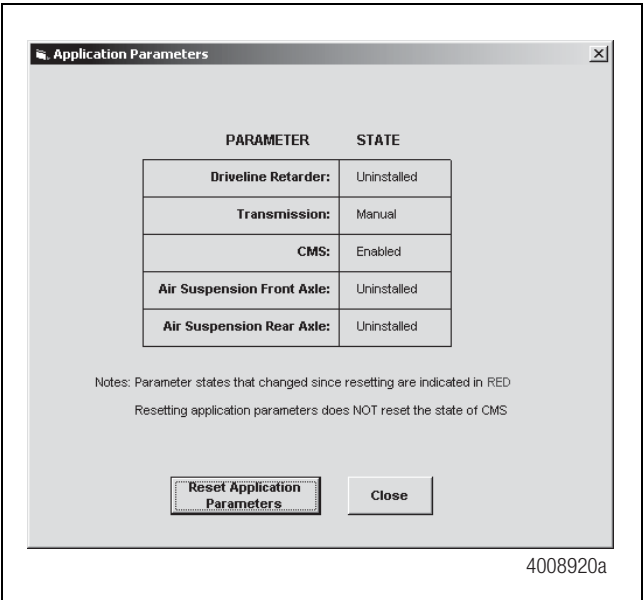 Application Parameters
PARAMETER STATE
Driveline Retarder: Uninstalled
Transmission: Manual
CMS: Enabled
Air Suspension Front Axle: Uninstalled
Air Suspension Rear Axle: Uninstalled
Notes: Parameter states that changed since resetting are indicated in RED
Resetting application parameters does NOT reset the state of CMS
Reset Application
Parameters
Close
4008920a